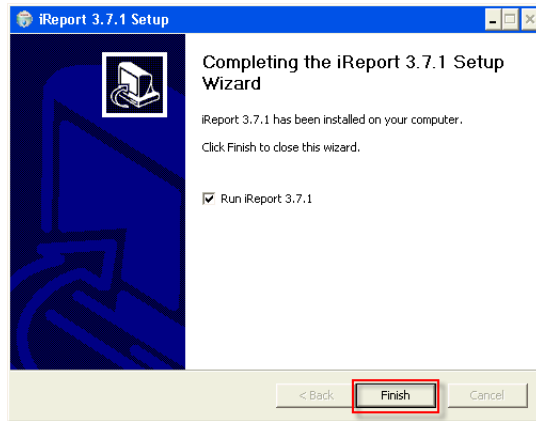 iReport 3.7.1 Setup
Completing the iReport 3.7.1 Setup
Wizard
iReport 3.7.1 has been installed on your computer.
Click Finish to close this wizard.
Run iReport 3.7.1
< Back
Finish
Cancel